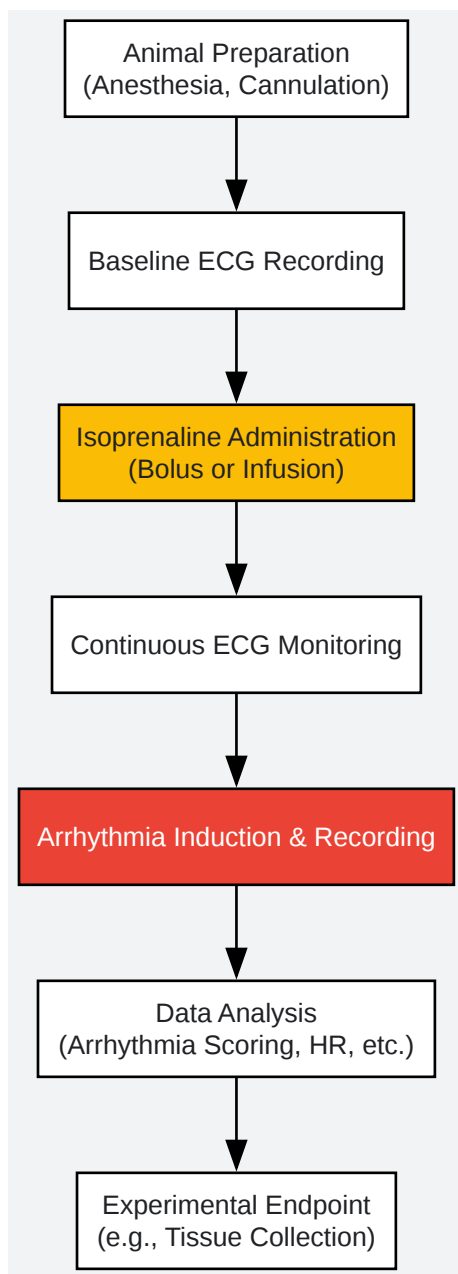 Animal Preparation
(Anesthesia, Cannulation)
Baseline ECG Recording
Isoprenaline Administration
(Bolus or Infusion)
Continuous ECG Monitoring
Arrhythmia Induction & Recording
Data Analysis
(Arrhythmia Scoring, HR, etc.)
Experimental Endpoint
(e.g., Tissue Collection)